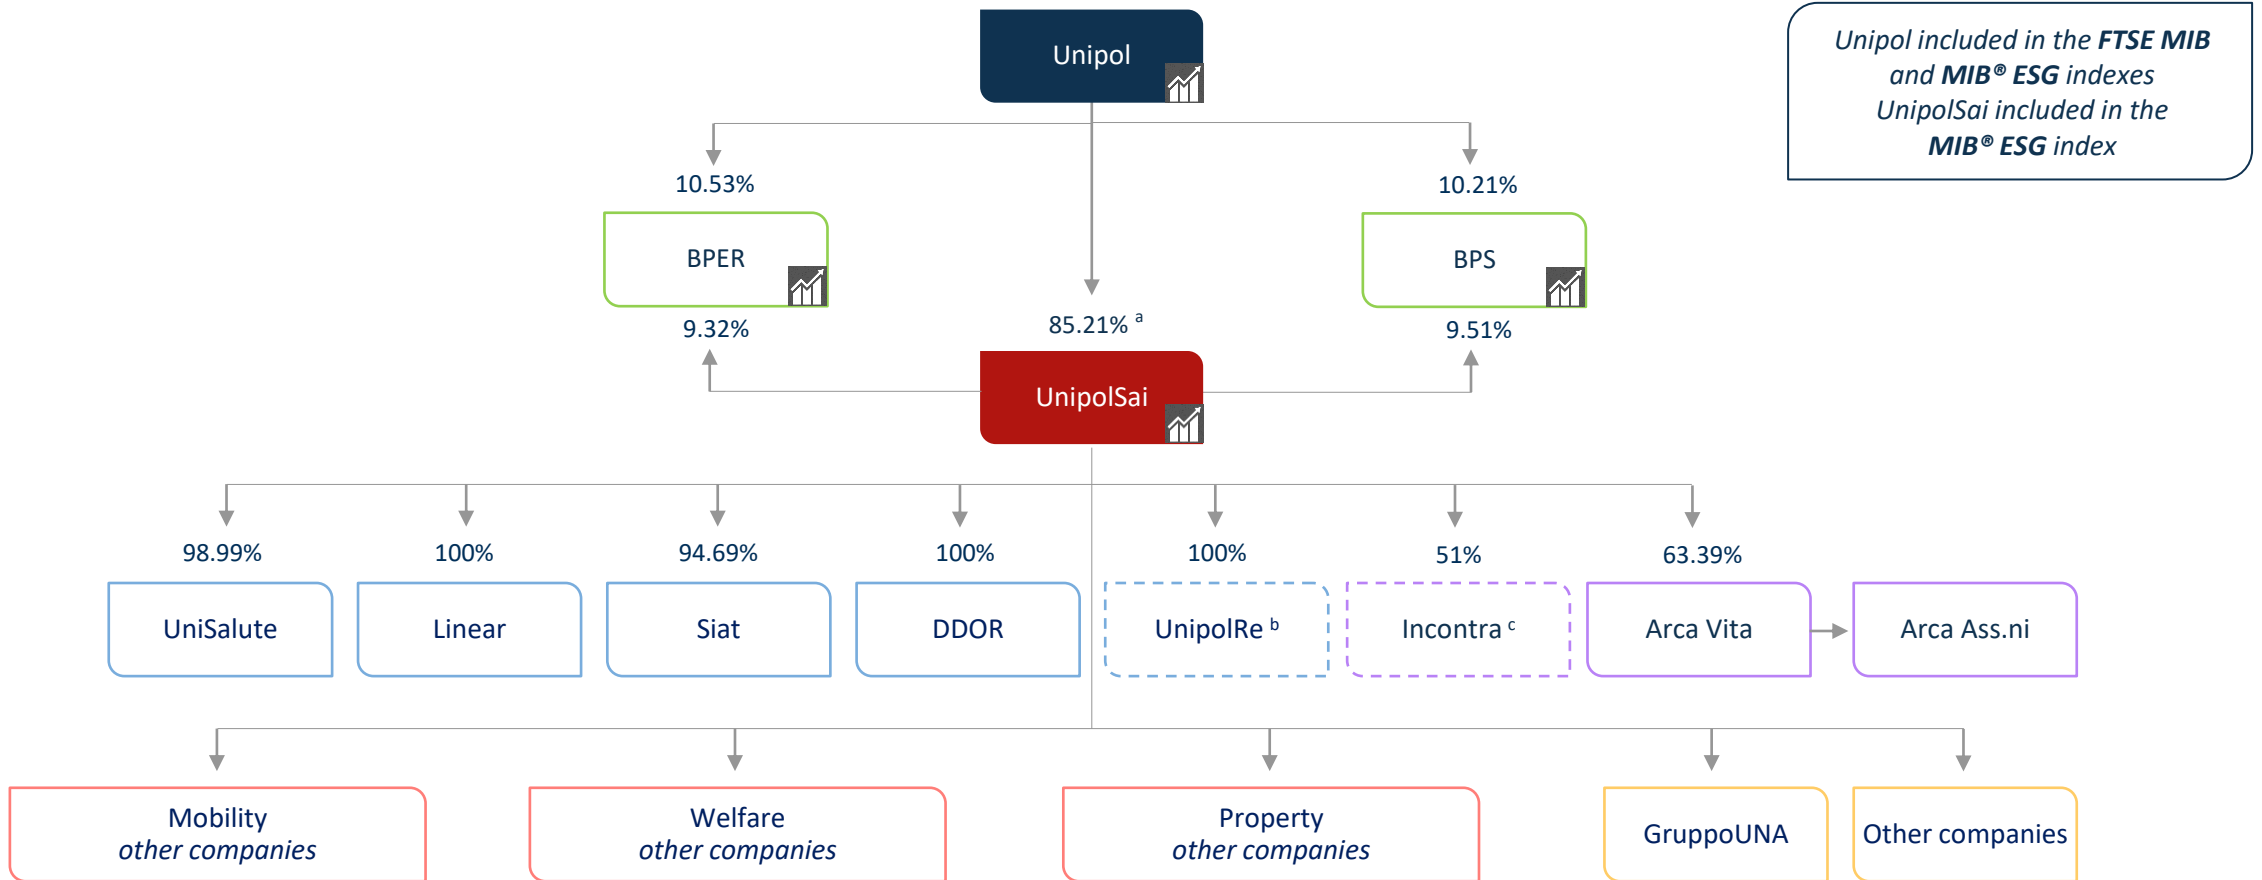 Unipol
Unipol included in the FTSE MIB
and MIB® ESG indexes
UnipolSai included in the
MIB® ESG index
10.53%
10.21%
BPER
BPS
9.32%
85.21% a
9.51%
UnipolSai
98.99%
100%
94.69%
100%
100%
51%
63.39%
UniSalute
Linear
Siat
DDOR
UnipolRe b
Incontra c
Arca Vita
Arca Ass.ni
Mobility
other companies
Welfare
other companies
Property
other companies
GruppoUNA
Other companies